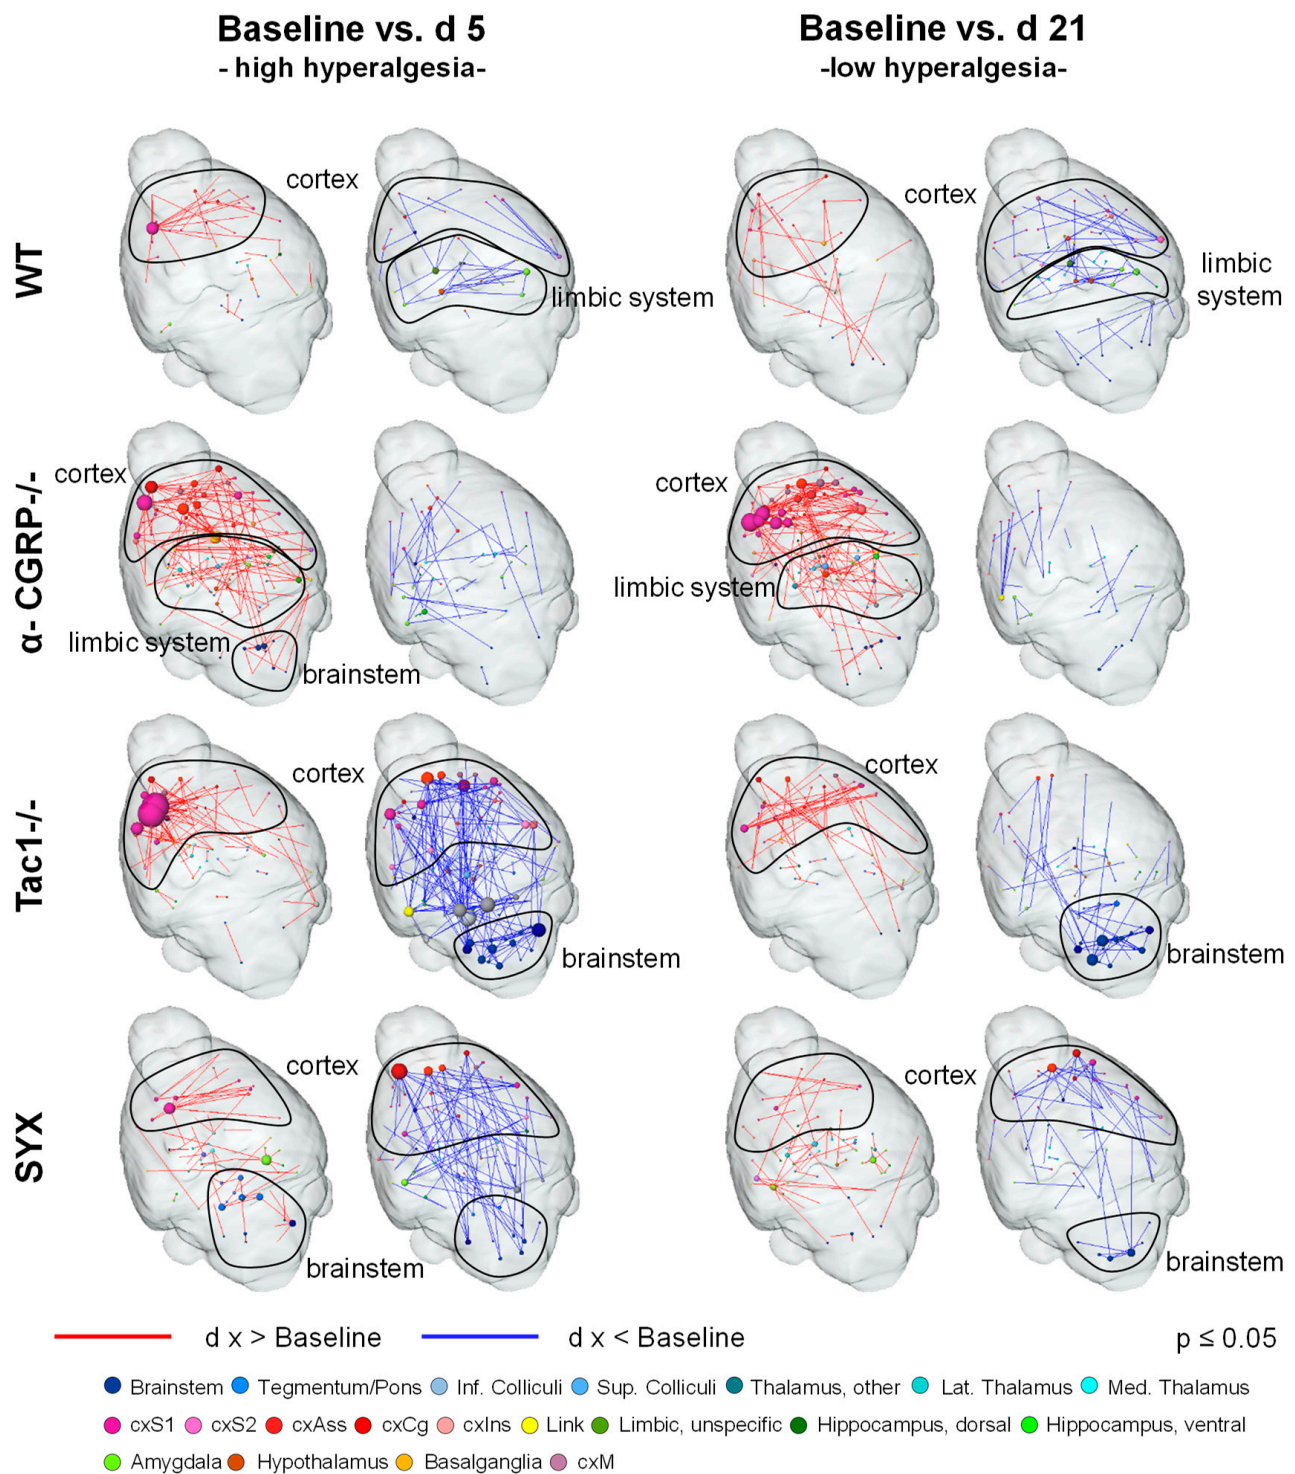 Baseline vs. d 5
- high hyperalgesia-
Baseline vs. d 21
-low hyperalgesia-
WT
cortex
limbic system
cortex
limbic
system
α- CGRP-/-
cortex
limbic system
brainstem
cortex
limbic system
Tac1-/-
cortex
brainstem
cortex
brainstem
SYX
cortex
brainstem
cortex
brainstem
d x > Baseline d x < Baseline p ≤ 0.05
Brainstem Tegmentum/Pons Inf. Colliculi Sup. Colliculi Thalamus, other Lat. Thalamus Med. Thalamus
cxS1 cxS2 cxAss cxCg cxIns Link Limbic, unspecific Hippocampus, dorsal Hippocampus, ventral
Amygdala Hypothalamus Basalganglia cxM